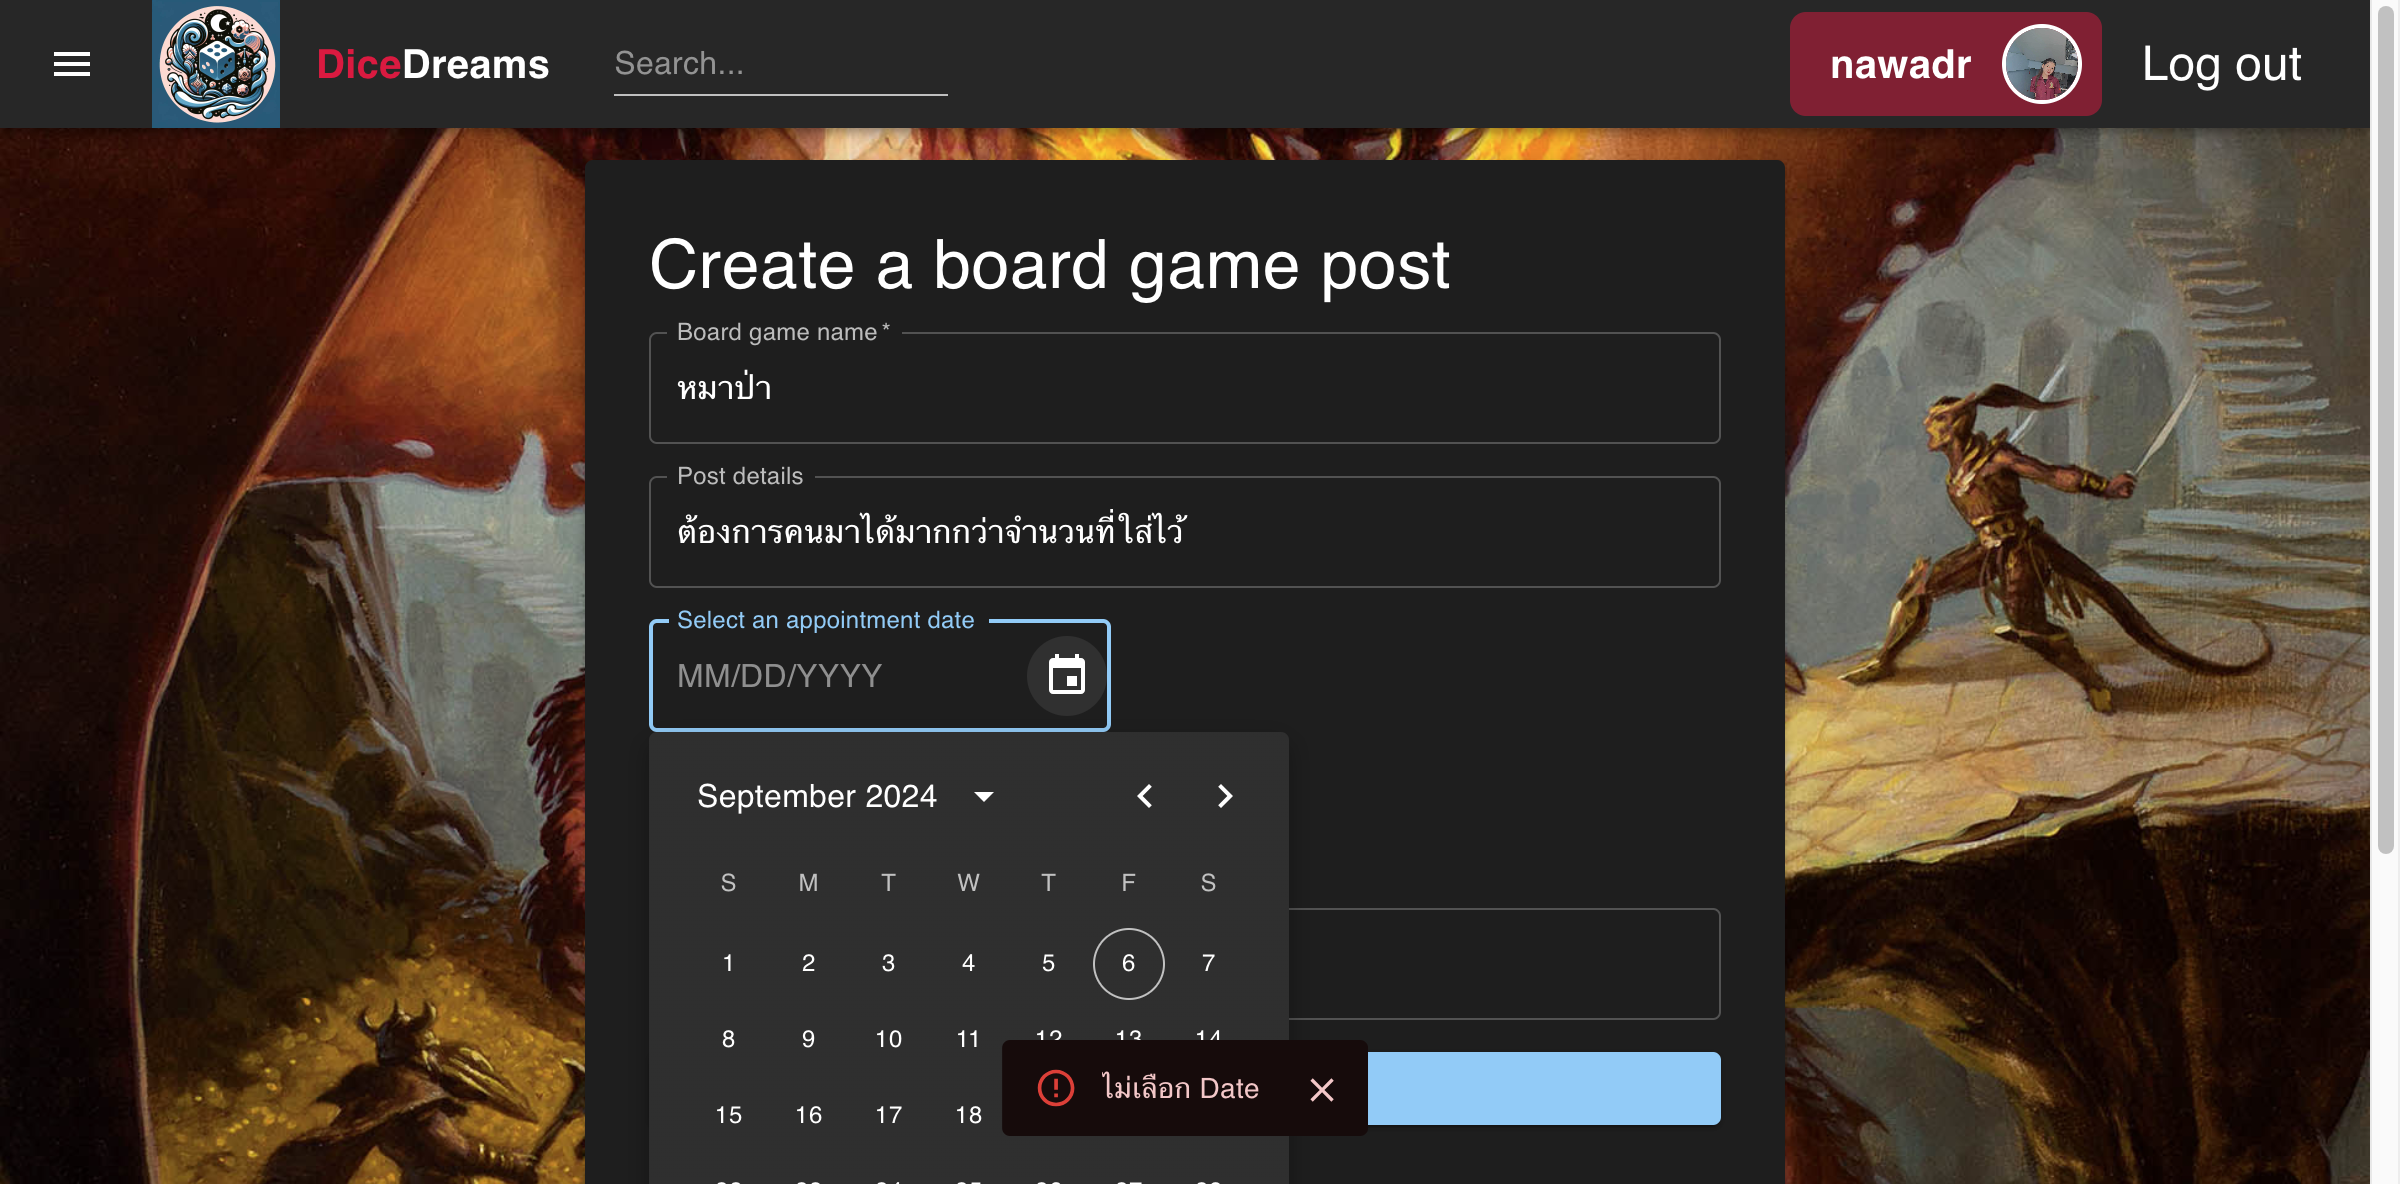 DiceDreams
Search...
nawadr
Log out
Create a board game post
Board game name *
หมาป่า
Post details
ต้องการคนมาได้มากกว่าจำนวนที่ใส่ไว้
Select an appointment date
MM/DD/YYYY
September 2024
S M T W T F S
1 2 3 4 5 6 7
8 9 10 11 12 13 14
ไม่เลือก Date
15 16 17 18